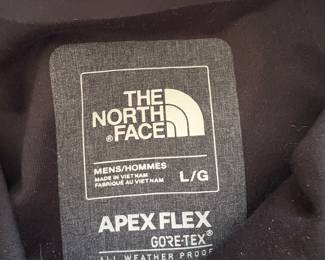 THE
NORTH
FACE
®
MENS/HOMMES
MADE IN VIETNAM
FABRIQUÉ AU VIETNAM
L/G
APEX FLEX
GORE-TEX®
ALL WEATHER PROOF